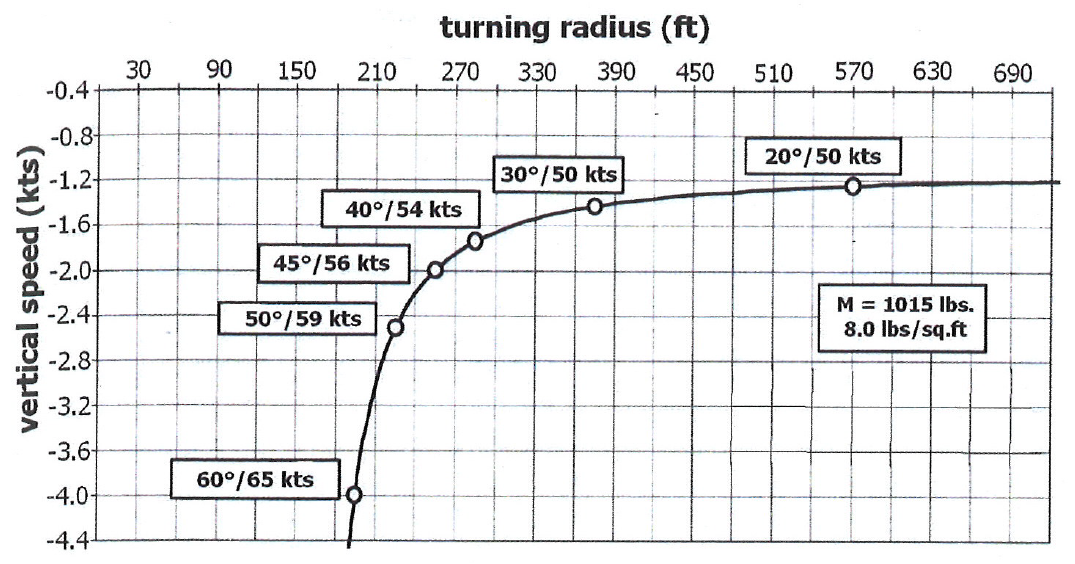 turning radius (ft)
30 90 150 210 270 330 390 450 510 570 630 690
vertical speed (kts)
-0.4
-0.8
-1.2
-1.6
-2.0
-2.4
-2.8
-3.2
-3.6
-4.0
-4.4
20°/50 kts
30°/50 kts
40°/54 kts
45°/56 kts
50°/59 kts
60°/65 kts
M = 1015 lbs.
8.0 lbs/sq.ft